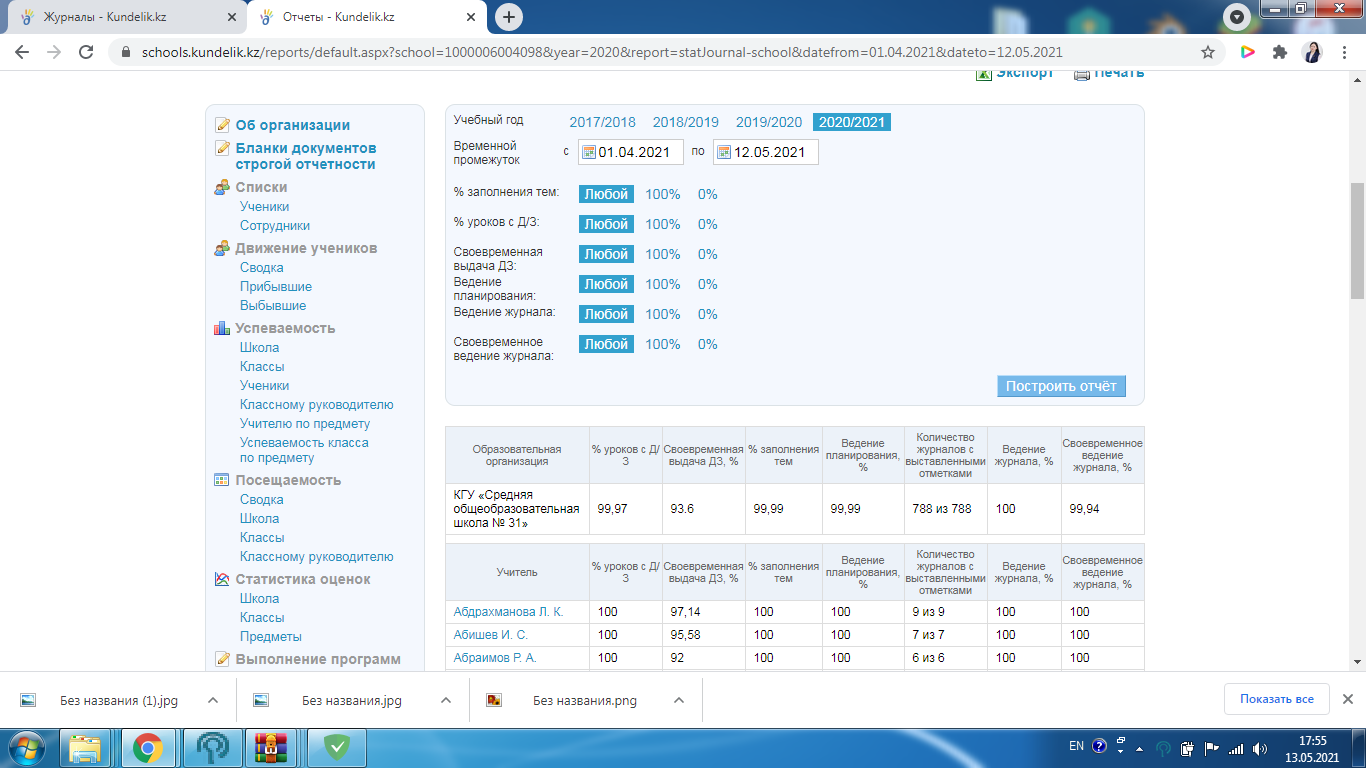 Журналы - Kundelik.kz
Отчеты - Kundelik.kz
schools.kundelik.kz/reports/default.aspx?school=1000006004098&year=2020&report=statJournal-school&datefrom=01.04.2021&dateto=12.05.2021
Экспорт Печать
Об организации
Бланки документов
строгой отчетности
Списки
Ученики
Сотрудники
Движение учеников
Сводка
Прибывшие
Выбывшие
Успеваемость
Школа
Классы
Ученики
Классному руководителю
Учителю по предмету
Успеваемость класса
по предмету
Посещаемость
Сводка
Школа
Классы
Классному руководителю
Статистика оценок
Школа
Классы
Предметы
Выполнение программ
Учебный год 2017/2018 2018/2019 2019/2020 2020/2021
Временной
промежуток с 01.04.2021 по 12.05.2021
% заполнения тем: Любой 100% 0%
% уроков с Д/З: Любой 100% 0%
Своевременная
выдача ДЗ: Любой 100% 0%
Ведение
планирования: Любой 100% 0%
Ведение журнала: Любой 100% 0%
Своевременное
ведение журнала: Любой 100% 0%
Построить отчёт
Образовательная
организация
% уроков с Д/
З
Своевременная
выдача ДЗ, %
% заполнения
тем
Ведение
планирования,
%
Количество
журналов с
выставленными
отметками
Ведение
журнала, %
Своевременное
ведение
журнала, %
КГУ «Средняя
общеобразовательная
школа № 31»
99,97 93.6 99,99 99,99 788 из 788 100 99,94
Учитель
% уроков с Д/
З
Своевременная
выдача ДЗ, %
% заполнения
тем
Ведение
планирования,
%
Количество
журналов с
выставленными
отметками
Ведение
журнала, %
Своевременное
ведение
журнала, %
Абдрахманова Л. К. 100 97,14 100 100 9 из 9 100 100
Абишев И. С. 100 95,58 100 100 7 из 7 100 100
Абраимов Р. А. 100 92 100 100 6 из 6 100 100
Без названия (1).jpg
Без названия.jpg
Без названия.png
Показать все
EN
17:55
13.05.2021